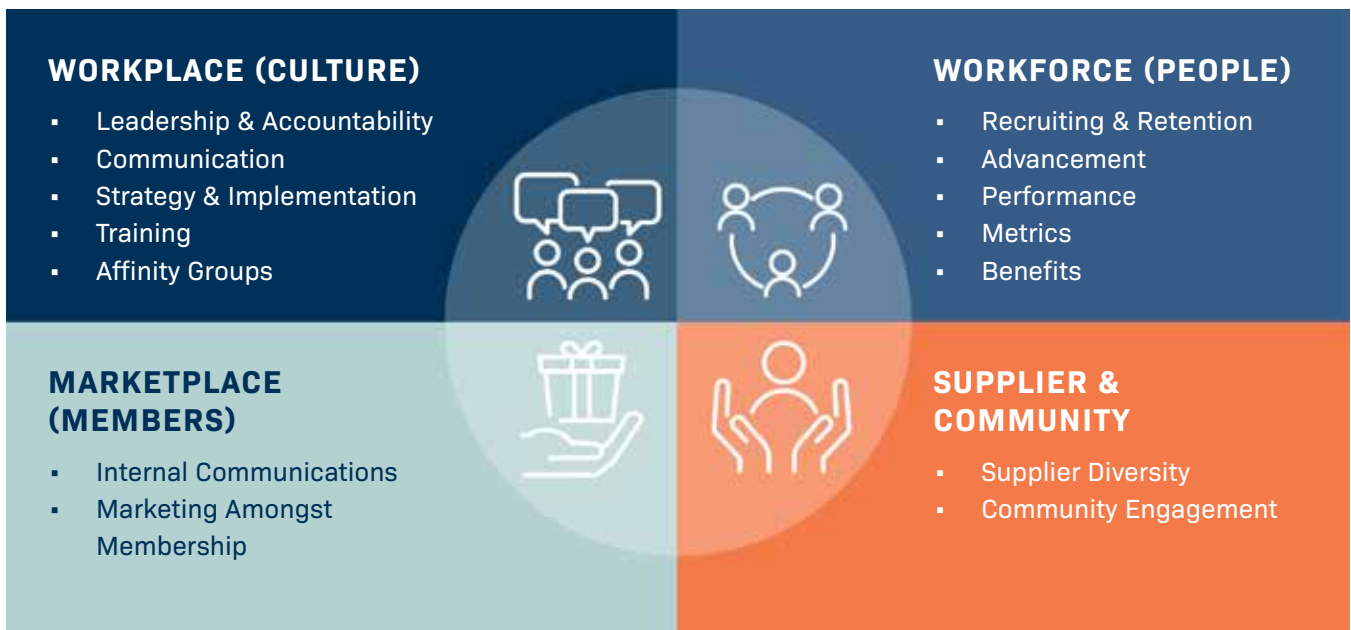 WORKPLACE (CULTURE)
▪ Leadership & Accountability
▪ Communication
▪ Strategy & Implementation
▪ Training
▪ Affinity Groups
WORKFORCE (PEOPLE)
▪ Recruiting & Retention
▪ Advancement
▪ Performance
▪ Metrics
▪ Benefits
MARKETPLACE
(MEMBERS)
▪ Internal Communications
▪ Marketing Amongst
Membership
SUPPLIER &
COMMUNITY
▪ Supplier Diversity
▪ Community Engagement